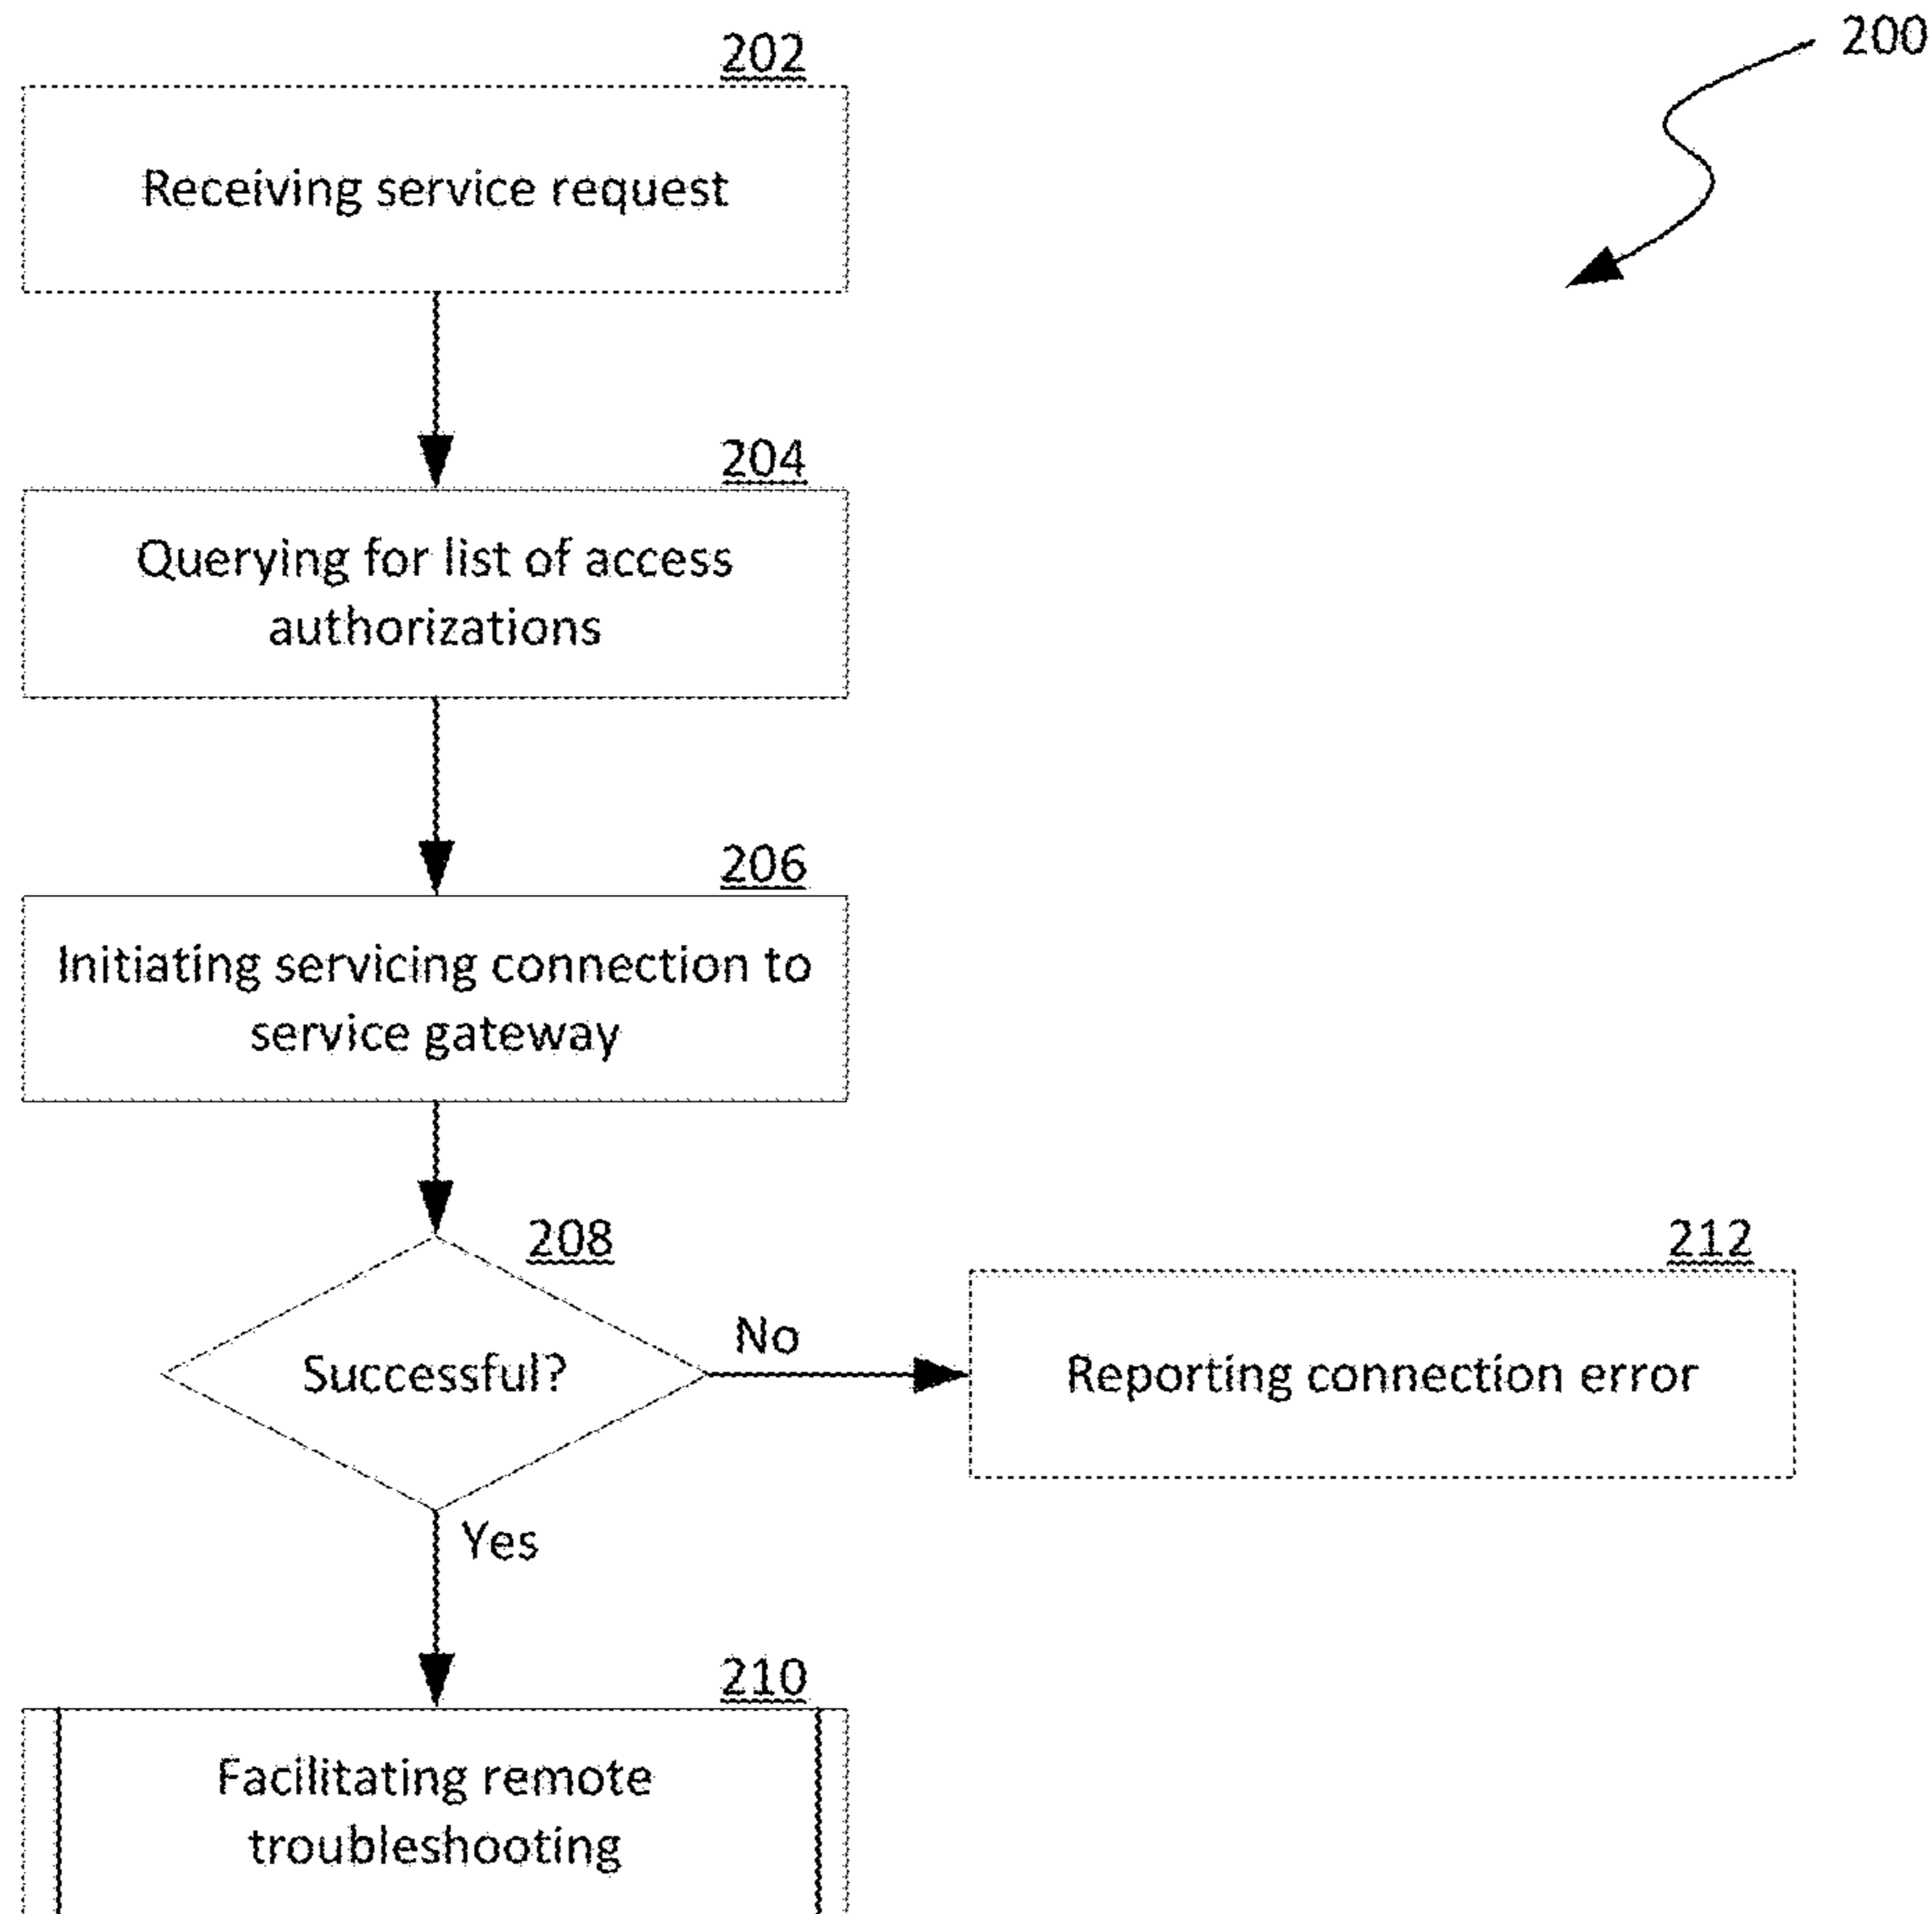 200
202
Receiving service request
204
Querying for list of access
authorizations
206
Initiating servicing connection to
service gateway
208
Successful?
No
212
Reporting connection error
Yes
210
Facilitating remote
troubleshooting